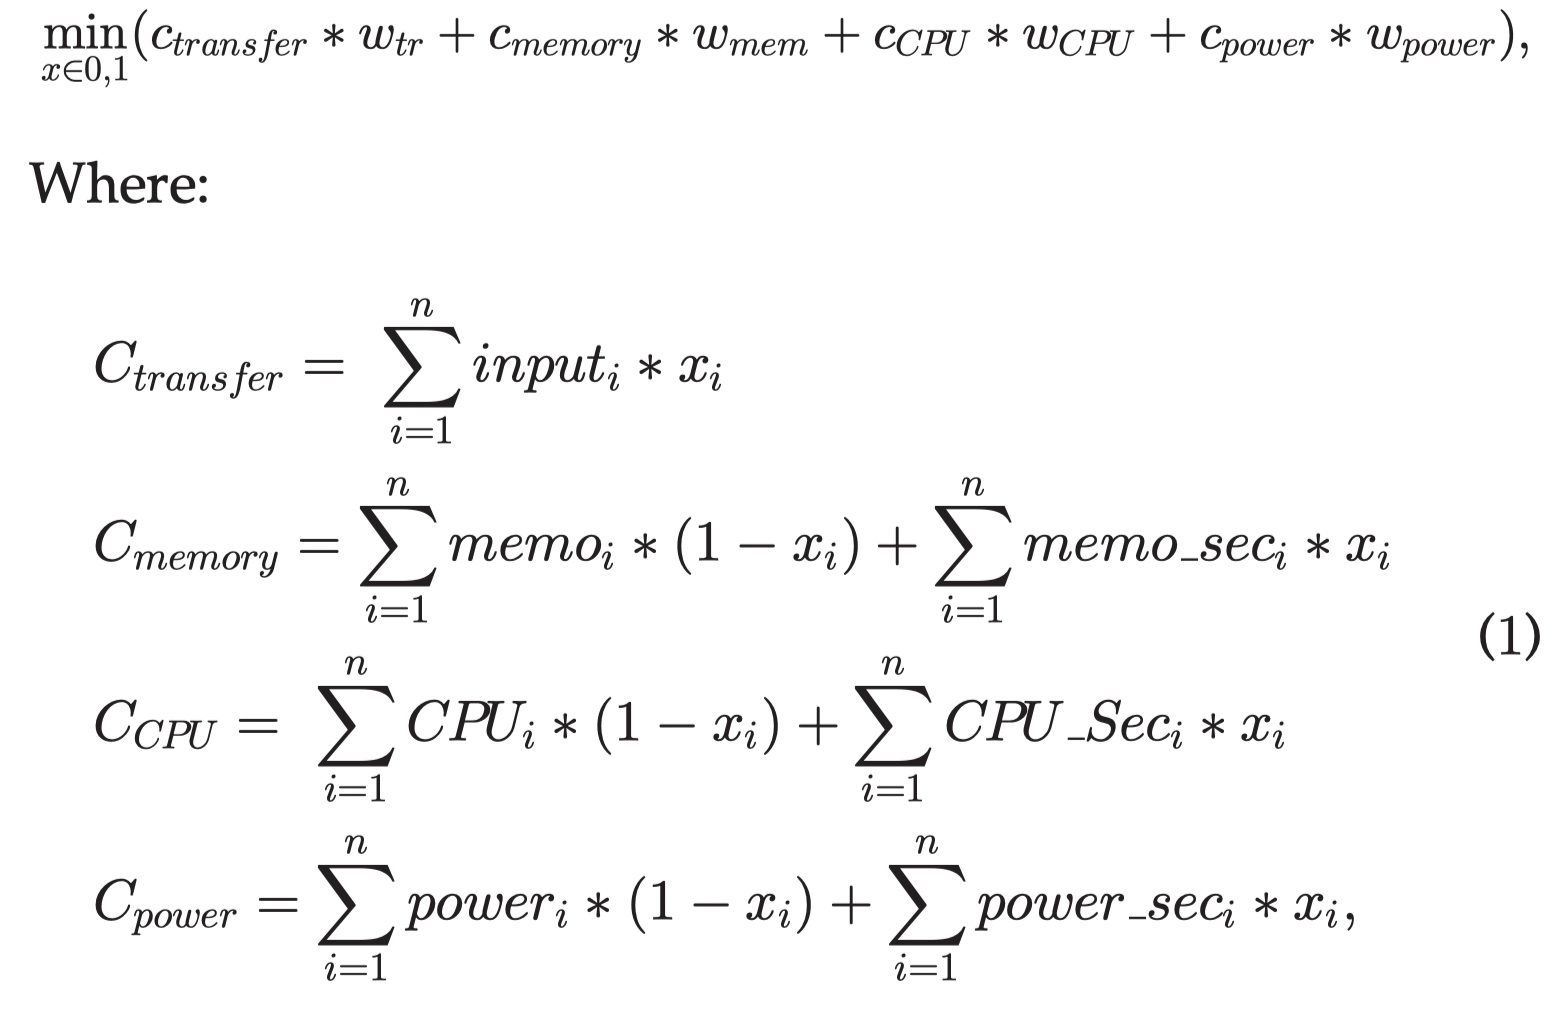 \min_{x \in 0,1} (c_{transfer} * w_{tr} + c_{memory} * w_{mem} + c_{CPU} * w_{CPU} + c_{power} * w_{power}),
Where:
C_{transfer} = \sum_{i=1}^{n} input_i * x_i
C_{memory} = \sum_{i=1}^{n} memo_i * (1 - x_i) + \sum_{i=1}^{n} memo\_sec_i * x_i
(1)
C_{CPU} = \sum_{i=1}^{n} CPU_i * (1 - x_i) + \sum_{i=1}^{n} CPU\_Sec_i * x_i
C_{power} = \sum_{i=1}^{n} power_i * (1 - x_i) + \sum_{i=1}^{n} power\_sec_i * x_i,